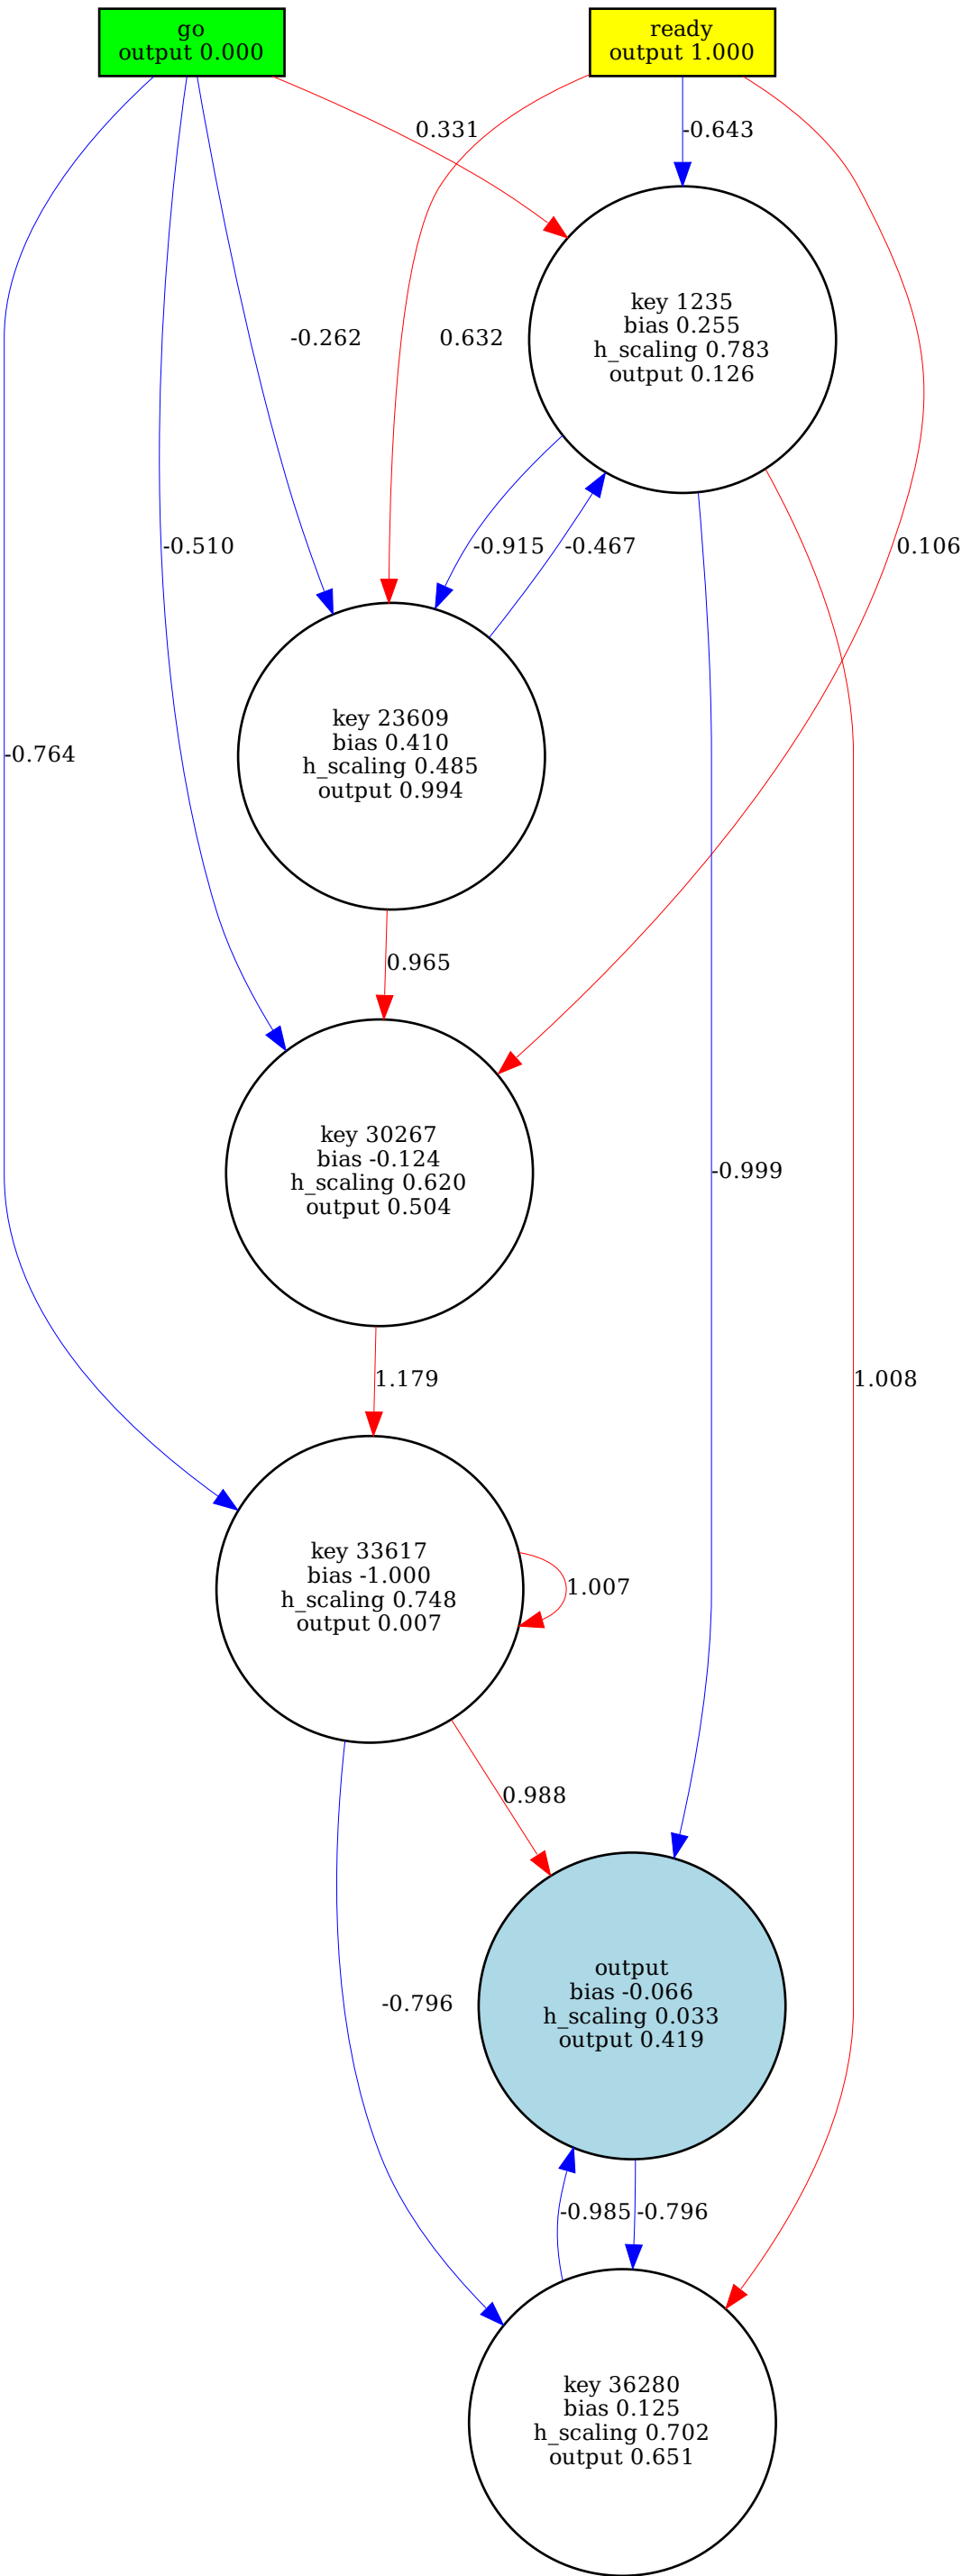 go
output 0.000
ready
output 1.000
0.331
-0.643
key 1235
bias 0.255
h_scaling 0.783
output 0.126
-0.262
0.632
-0.510
-0.915
-0.467
0.106
key 23609
bias 0.410
h_scaling 0.485
output 0.994
-0.764
0.965
key 30267
bias -0.124
h_scaling 0.620
output 0.504
-0.999
1.179
1.008
key 33617
bias -1.000
h_scaling 0.748
output 0.007
1.007
0.988
output
bias -0.066
h_scaling 0.033
output 0.419
-0.796
-0.985
-0.796
key 36280
bias 0.125
h_scaling 0.702
output 0.651